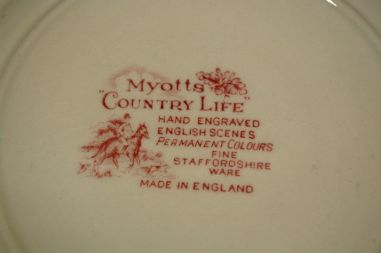 Myotts
"COUNTRY LIFE"
HAND ENGRAVED
ENGLISH SCENES
PERMANENT COLOURS
FINE
STAFFORDSHIRE
WARE
MADE IN ENGLAND